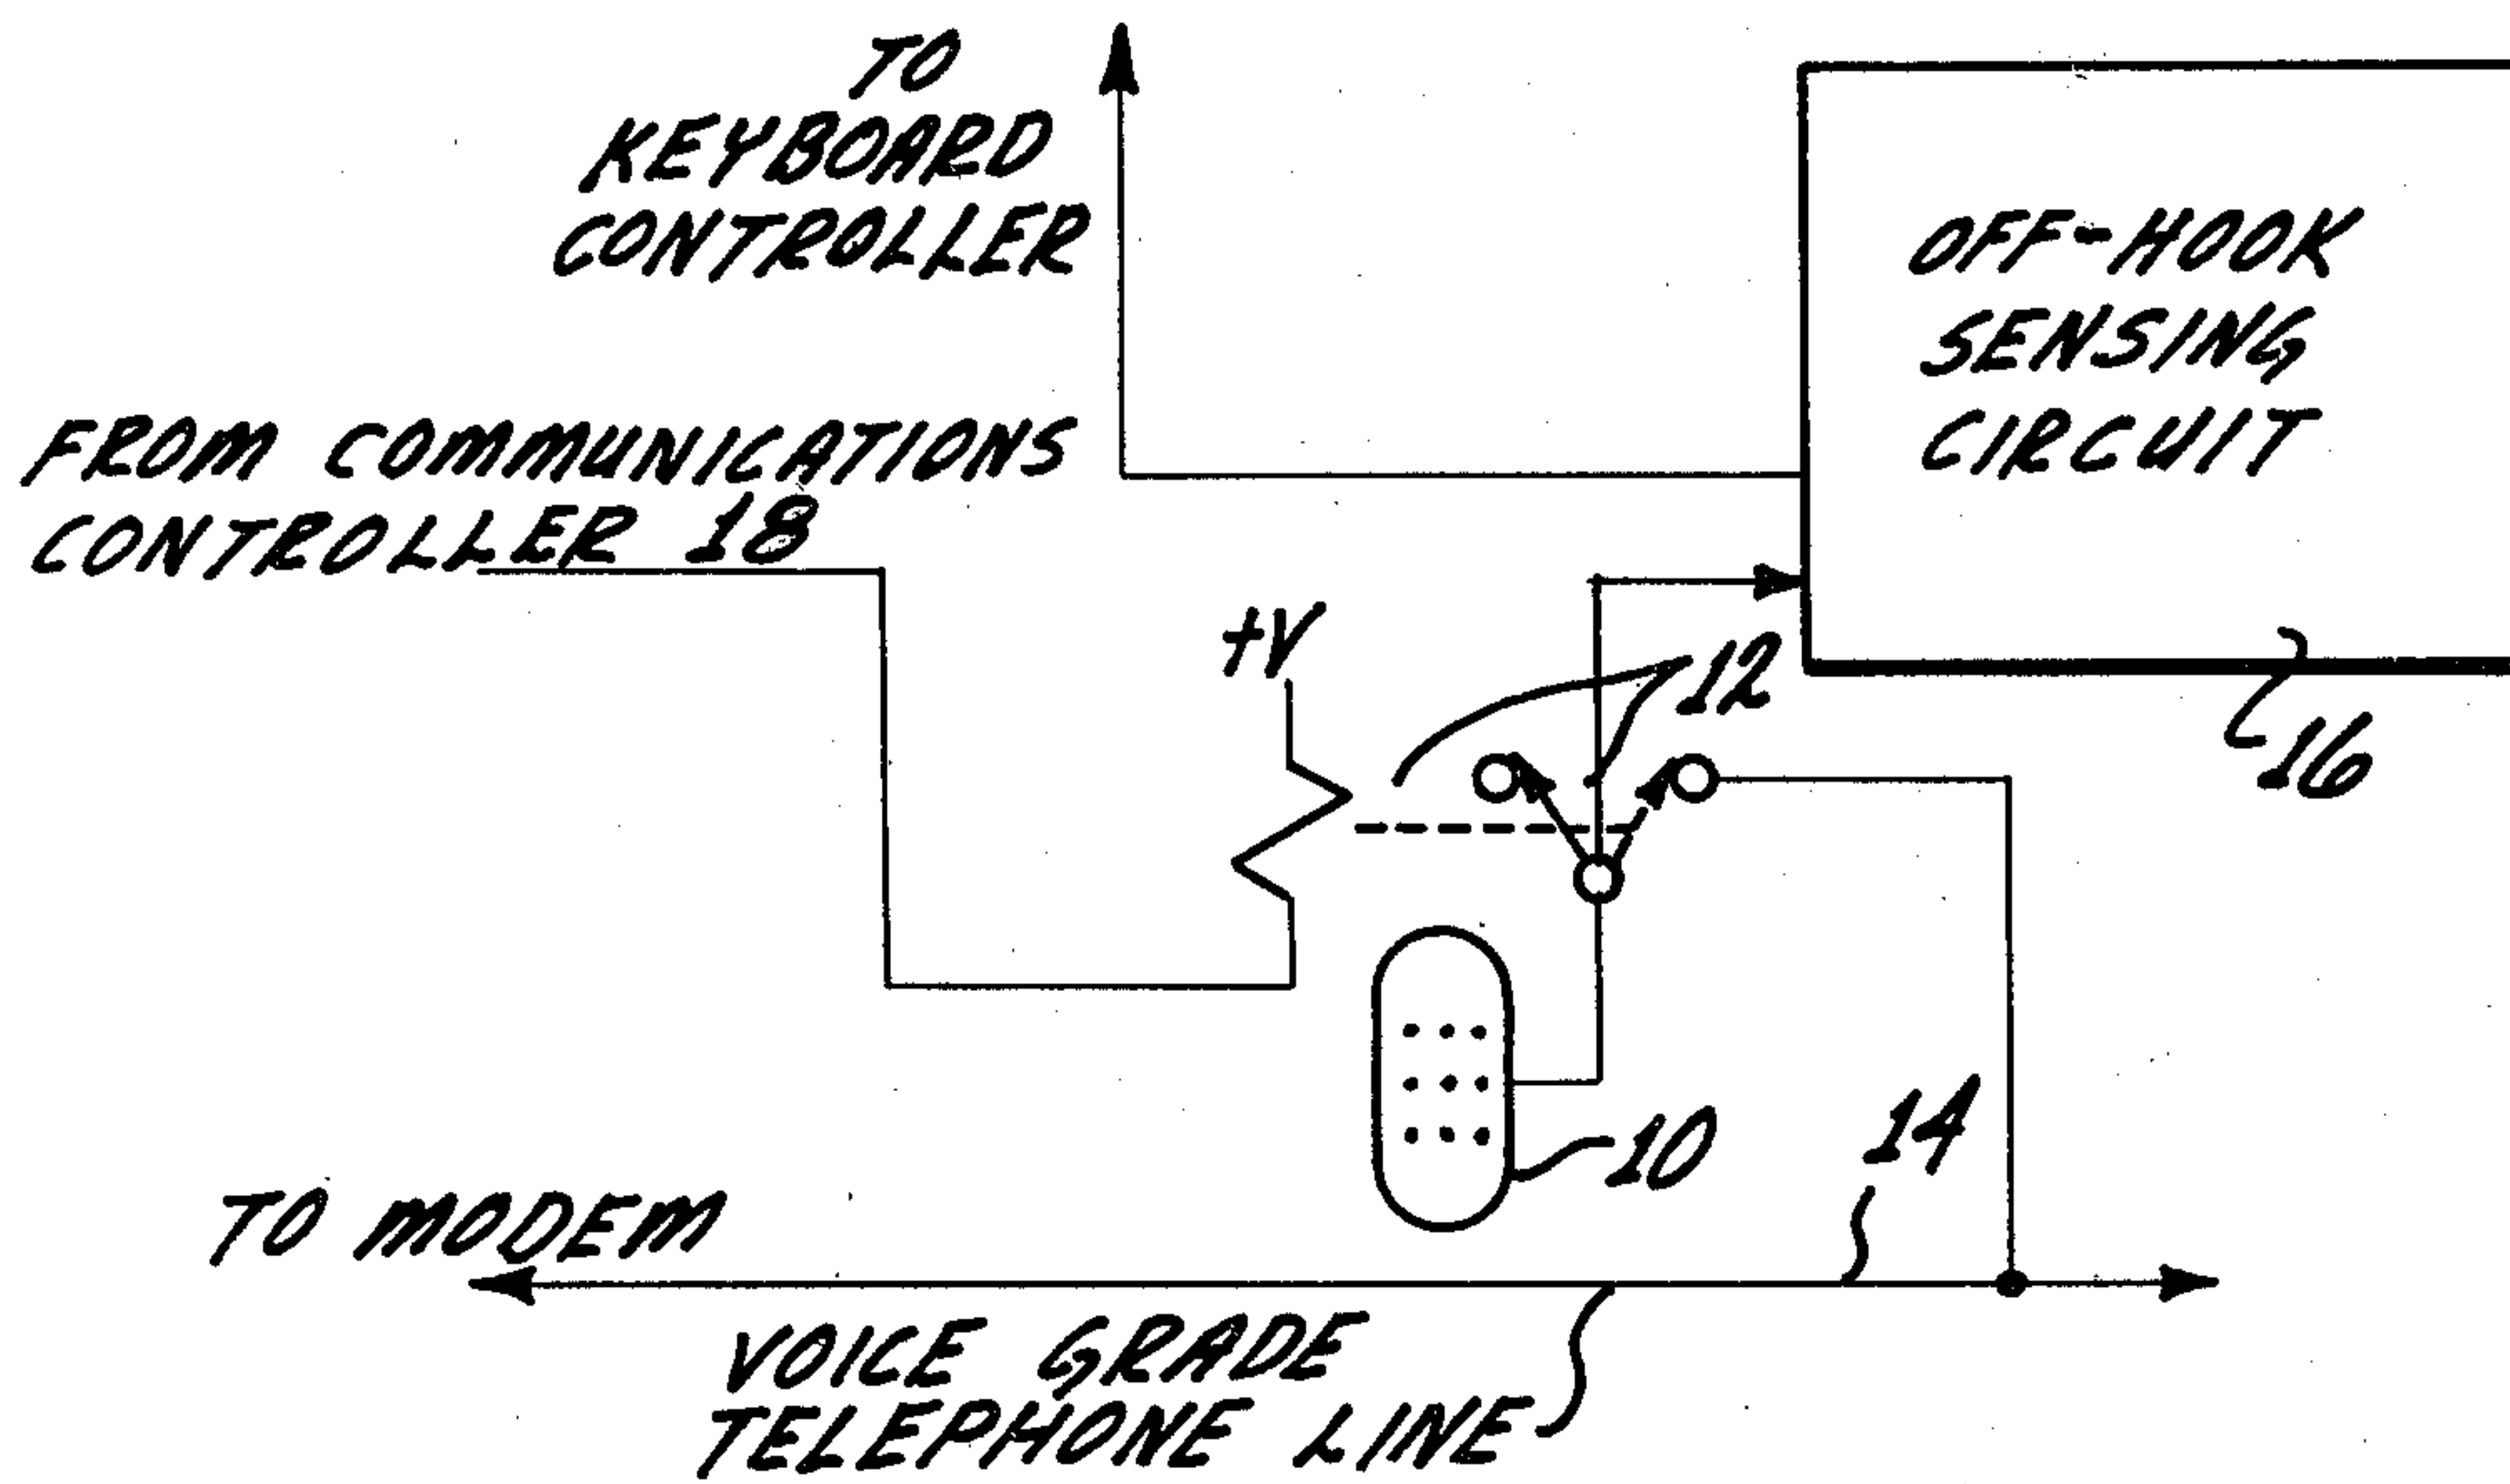 TO
KEYBOARD
CONTROLLER
OFF-HOOK
SENSING
CIRCUIT
FROM COMMUNICATIONS
CONTROLLER 18
+V
12
16
10
14
TO MODEM
VOICE GRADE
TELEPHONE LINE